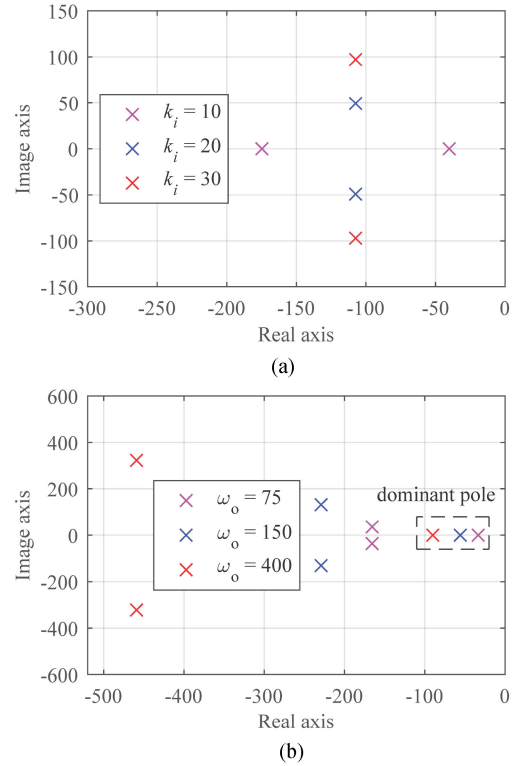 150
100
50
0
-50
-100
-150
Image axis
k_i = 10
k_i = 20
k_i = 30
-300 -250 -200 -150 -100 -50
Real axis
(a)
600
400
200
0
-200
-400
-600
Image axis
ω_o = 75
ω_o = 150
ω_o = 400
dominant pole
-500 -400 -300 -200 -100 0
Real axis
(b)